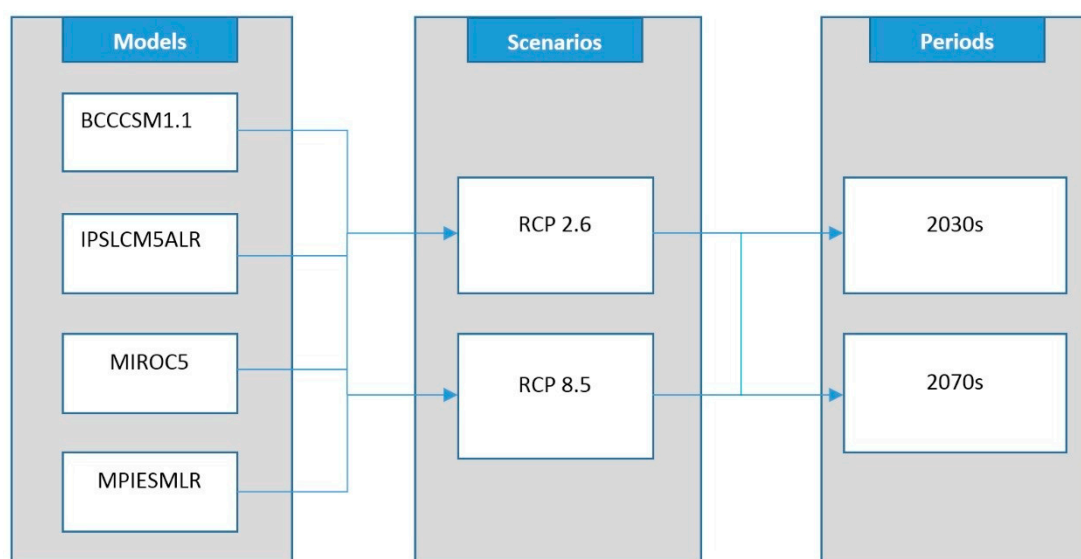 Models
BCCCSM1.1
IPSLCM5ALR
MIROC5
MPIESMLR
Scenarios
RCP 2.6
RCP 8.5
Periods
2030s
2070s